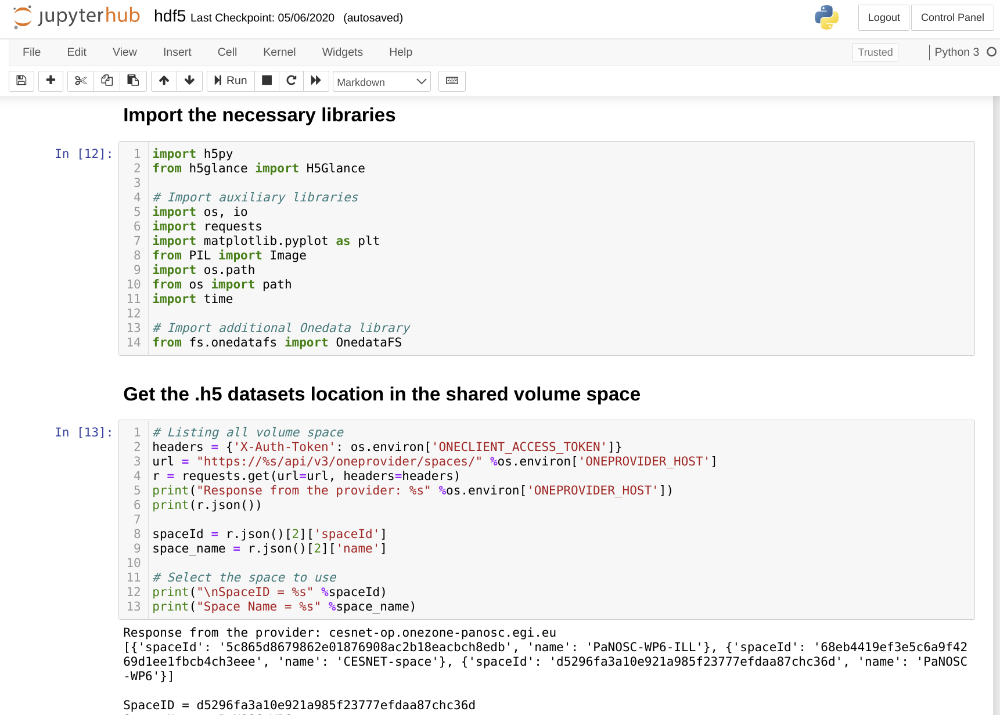 jupyterhub hdf5 Last Checkpoint: 05/06/2020 (autosaved) Logout Control Panel
File Edit View Insert Cell Kernel Widgets Help Trusted Python 3
Run Markdown
Import the necessary libraries
In [12]:
1 import h5py
2 from h5glance import H5Glance
3
4 # Import auxiliary libraries
5 import os, io
6 import requests
7 import matplotlib.pyplot as plt
8 from PIL import Image
9 import os.path
10 from os import path
11 import time
12
13 # Import additional Onedata library
14 from fs.onedatafs import OnedataFS
Get the .h5 datasets location in the shared volume space
In [13]:
1 # Listing all volume space
2 headers = {'X-Auth-Token': os.environ['ONECLIENT_ACCESS_TOKEN']}
3 url = "https://%s/api/v3/oneprovider/spaces/" %os.environ['ONEPROVIDER_HOST']
4 r = requests.get(url=url, headers=headers)
5 print("Response from the provider: %s" %os.environ['ONEPROVIDER_HOST'])
6 print(r.json())
7
8 spaceId = r.json()[2]['spaceId']
9 space_name = r.json()[2]['name']
10
11 # Select the space to use
12 print("\nSpaceID = %s" %spaceId)
13 print("Space Name = %s" %space_name)
Response from the provider: cesnet-op.onezone-panosc.egi.eu
[{'spaceId': '5c865d8679862e01876908ac2b18eacbch8edb', 'name': 'PaNOSC-WP6-ILL'}, {'spaceId': '68eb4419ef3e5c6a9f42
69d1ee1fbcb4ch3eee', 'name': 'CESNET-space'}, {'spaceId': 'd5296fa3a10e921a985f23777efdaa87chc36d', 'name': 'PaNOSC
-WP6'}]
SpaceID = d5296fa3a10e921a985f23777efdaa87chc36d